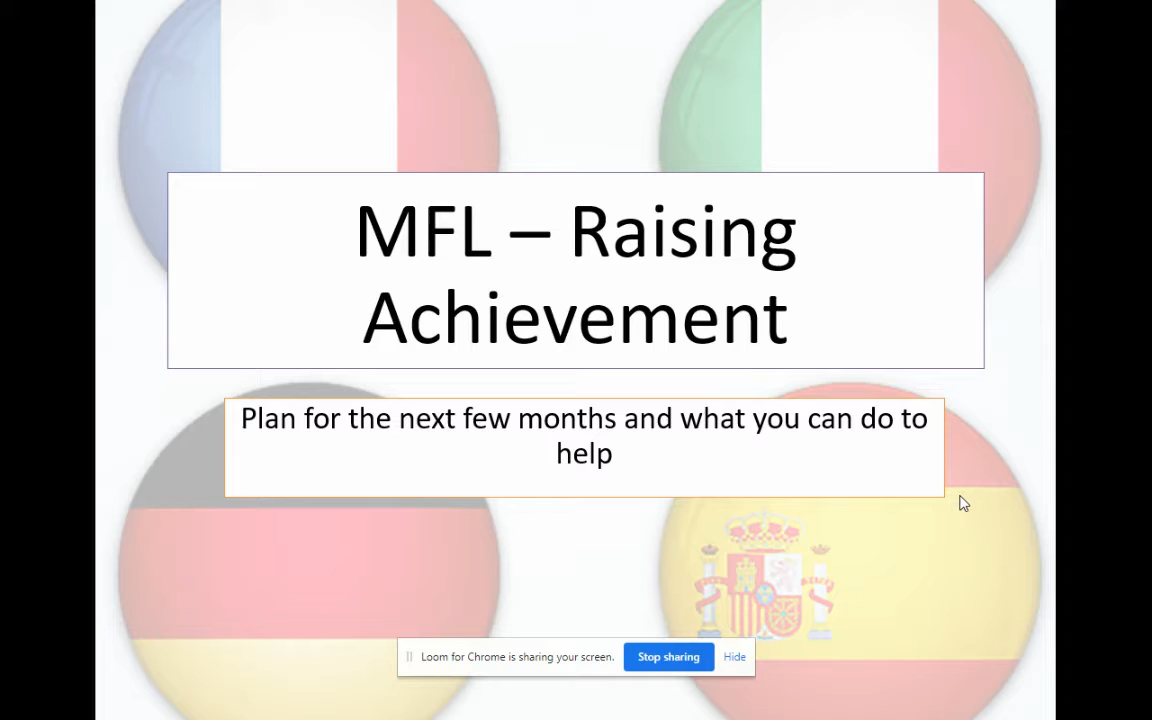 MFL – Raising
Achievement
Plan for the next few months and what you can do to
help
Loom for Chrome is sharing your screen. Stop sharing Hide